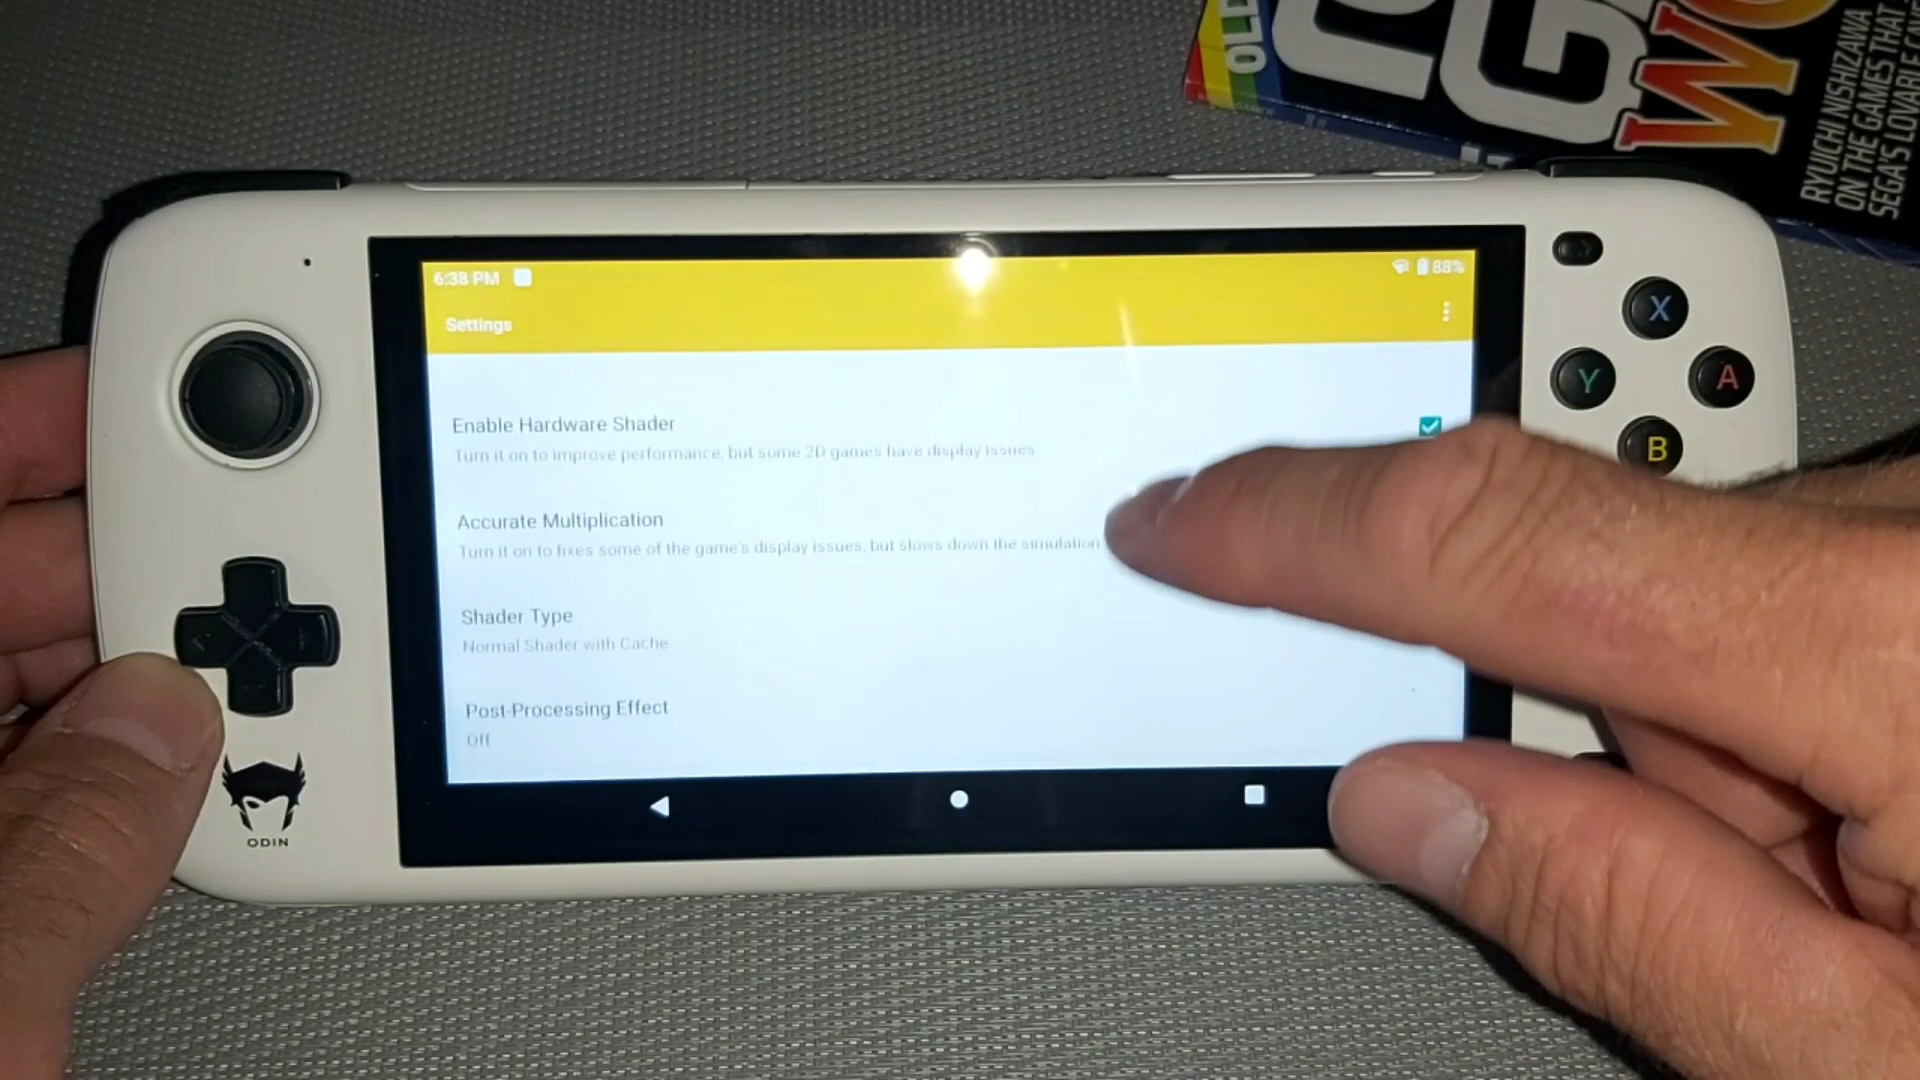 OLD
WO
RYUICHI NISHIZAWA
ON THE GAMES THAT
SEGA'S LOVABLE CAVE
6:38 PM
88%
Settings
Enable Hardware Shader
Turn it on to improve performance, but some 2D games have display issues
Accurate Multiplication
Turn it on to fixes some of the game's display issues, but slows down the simulation
Shader Type
Normal Shader with Cache
Post-Processing Effect
Off
X
Y
A
B
ODIN